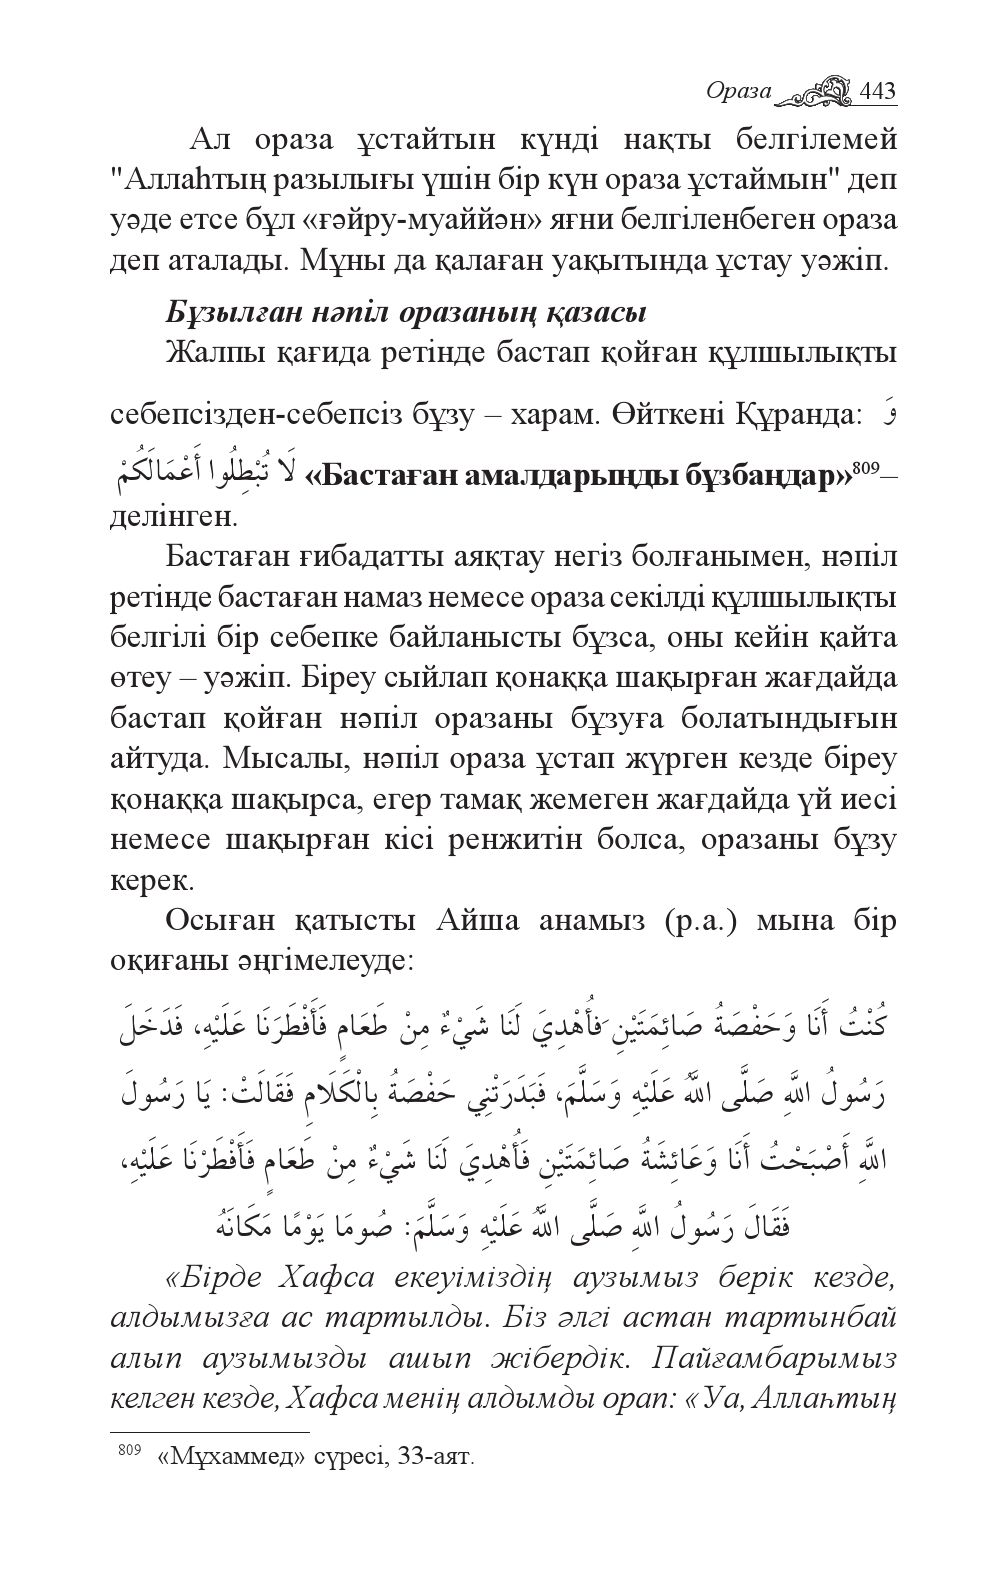 Ораза 443
Ал ораза ұстайтын күнді нақты белгілемей
"Аллаһтың разылығы үшін бір күн ораза ұстаймын" деп
уәде етсе бұл «ғәйру-муаййән» яғни белгіленбеген ораза
деп аталады. Мұны да қалаған уақытында ұстау уәжіп.
Бұзылған нәпіл оразаның қазасы
Жалпы қағида ретінде бастап қойған құлшылықты
себепсізден-себепсіз бұзу – харам. Өйткені Құранда: وَ
لَا تُبْطِلُوا أَعْمَالَكُمْ «Бастаған амалдарыңды бұзбаңдар»809–
делінген.
Бастаған ғибадатты аяқтау негіз болғанымен, нәпіл
ретінде бастаған намаз немесе ораза секілді құлшылықты
белгілі бір себепке байланысты бұзса, оны кейін қайта
өтеу – уәжіп. Біреу сыйлап қонаққа шақырған жағдайда
бастап қойған нәпіл оразаны бұзуға болатындығын
айтуда. Мысалы, нәпіл ораза ұстап жүрген кезде біреу
қонаққа шақырса, егер тамақ жемеген жағдайда үй иесі
немесе шақырған кісі ренжитін болса, оразаны бұзу
керек.
Осыған қатысты Айша анамыз (р.а.) мына бір
оқиғаны әңгімелеуде:
كُنْتُ أَنَا وَحَفْصَةُ صَائِمَتَيْنِ َفأُهْدِيَ لَنَا شَيْءٌ مِنْ طَعَامٍ فَأَفْطَرَنَا عَلَيْهِ، فَدَخَلَ
رَسُولُ اللَّهِ صَلَّى اللَّهُ عَلَيْهِ وَسَلَّمَ، فَبَدَرَتْنِي حَفْصَةُ بِالْكَلَامِ فَقَالَتْ: يَا رَسُولَ
اللَّهِ أَصْبَحْتُ أَنَا وَعَائِشَةُ صَائِمَتَيْنِ فَأُهْدِيَ لَنَا شَيْءٌ مِنْ طَعَامٍ فَأَفْطَرْنَا عَلَيْهِ،
فَقَالَ رَسُولُ اللَّهِ صَلَّى اللَّهُ عَلَيْهِ وَسَلَّمَ: صُومَا يَوْمًا مَكَانَهُ
«Бірде Хафса екеуіміздің аузымыз берік кезде,
алдымызға ас тартылды. Біз әлгі астан тартынбай
алып аузымызды ашып жібердік. Пайғамбарымыз
келген кезде, Хафса менің алдымды орап: «Уа, Аллаһтың
809 «Мұхаммед» сүресі, 33-аят.